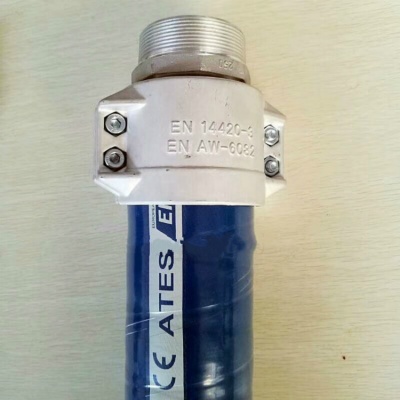 EN 14420-3
EN AW-6082
CE ATES